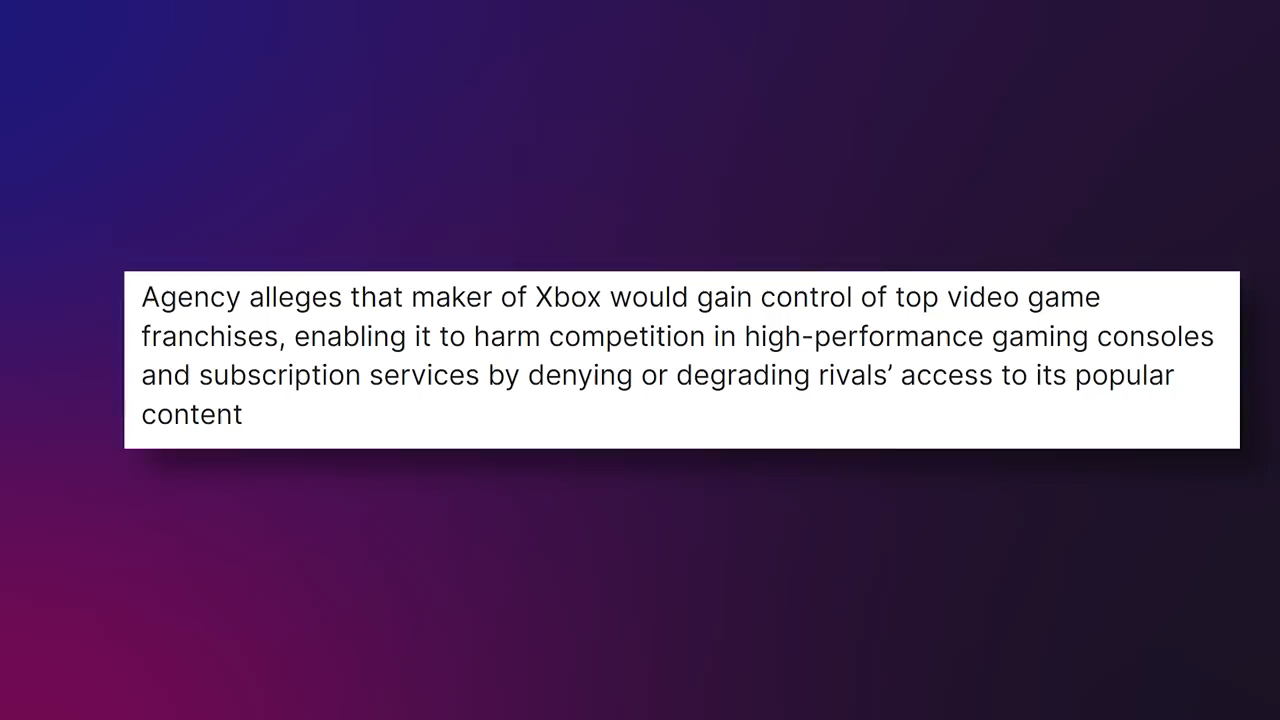 Agency alleges that maker of Xbox would gain control of top video game
franchises, enabling it to harm competition in high-performance gaming consoles
and subscription services by denying or degrading rivals’ access to its popular
content